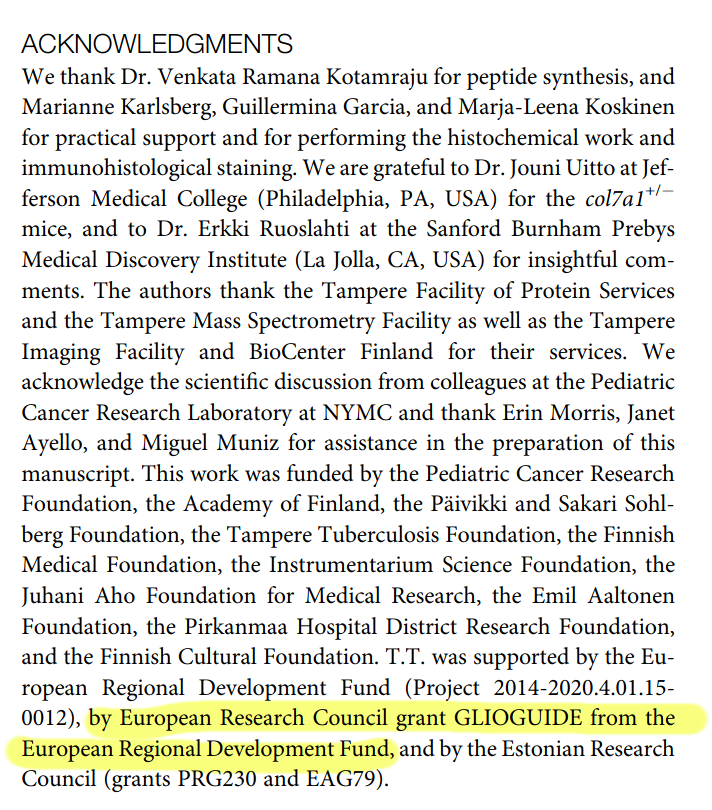 ACKNOWLEDGMENTS
We thank Dr. Venkata Ramana Kotamraju for peptide synthesis, and
Marianne Karlsberg, Guillermina Garcia, and Marja-Leena Koskinen
for practical support and for performing the histochemical work and
immunohistological staining. We are grateful to Dr. Jouni Uitto at Jef-
ferson Medical College (Philadelphia, PA, USA) for the col7a1+/−
mice, and to Dr. Erkki Ruoslahti at the Sanford Burnham Prebys
Medical Discovery Institute (La Jolla, CA, USA) for insightful com-
ments. The authors thank the Tampere Facility of Protein Services
and the Tampere Mass Spectrometry Facility as well as the Tampere
Imaging Facility and BioCenter Finland for their services. We
acknowledge the scientific discussion from colleagues at the Pediatric
Cancer Research Laboratory at NYMC and thank Erin Morris, Janet
Ayello, and Miguel Muniz for assistance in the preparation of this
manuscript. This work was funded by the Pediatric Cancer Research
Foundation, the Academy of Finland, the Päivikki and Sakari Sohl-
berg Foundation, the Tampere Tuberculosis Foundation, the Finnish
Medical Foundation, the Instrumentarium Science Foundation, the
Juhani Aho Foundation for Medical Research, the Emil Aaltonen
Foundation, the Pirkanmaa Hospital District Research Foundation,
and the Finnish Cultural Foundation. T.T. was supported by the Eu-
ropean Regional Development Fund (Project 2014-2020.4.01.15-
0012), by European Research Council grant GLIOGUIDE from the
European Regional Development Fund, and by the Estonian Research
Council (grants PRG230 and EAG79).